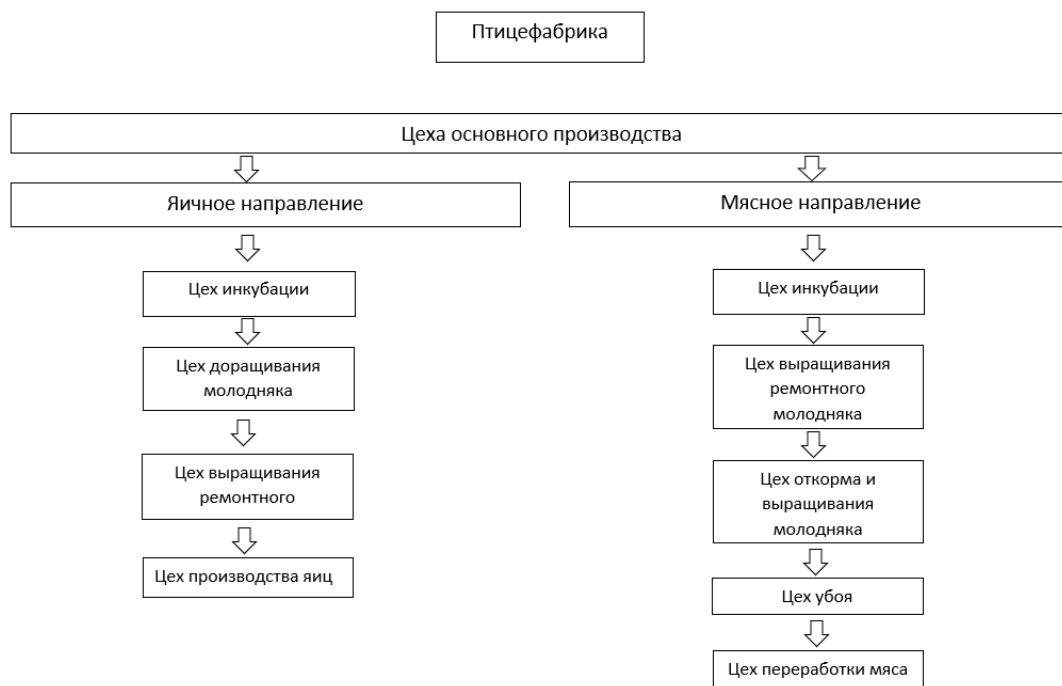 Птицефабрика
Цеха основного производства
Яичное направление
Мясное направление
Цех инкубации
Цех доращивания
молодняка
Цех выращивания
ремонтного
Цех производства яиц
Цех инкубации
Цех выращивания
ремонтного
молодняка
Цех откорма и
выращивания
молодняка
Цех убоя
Цех переработки мяса